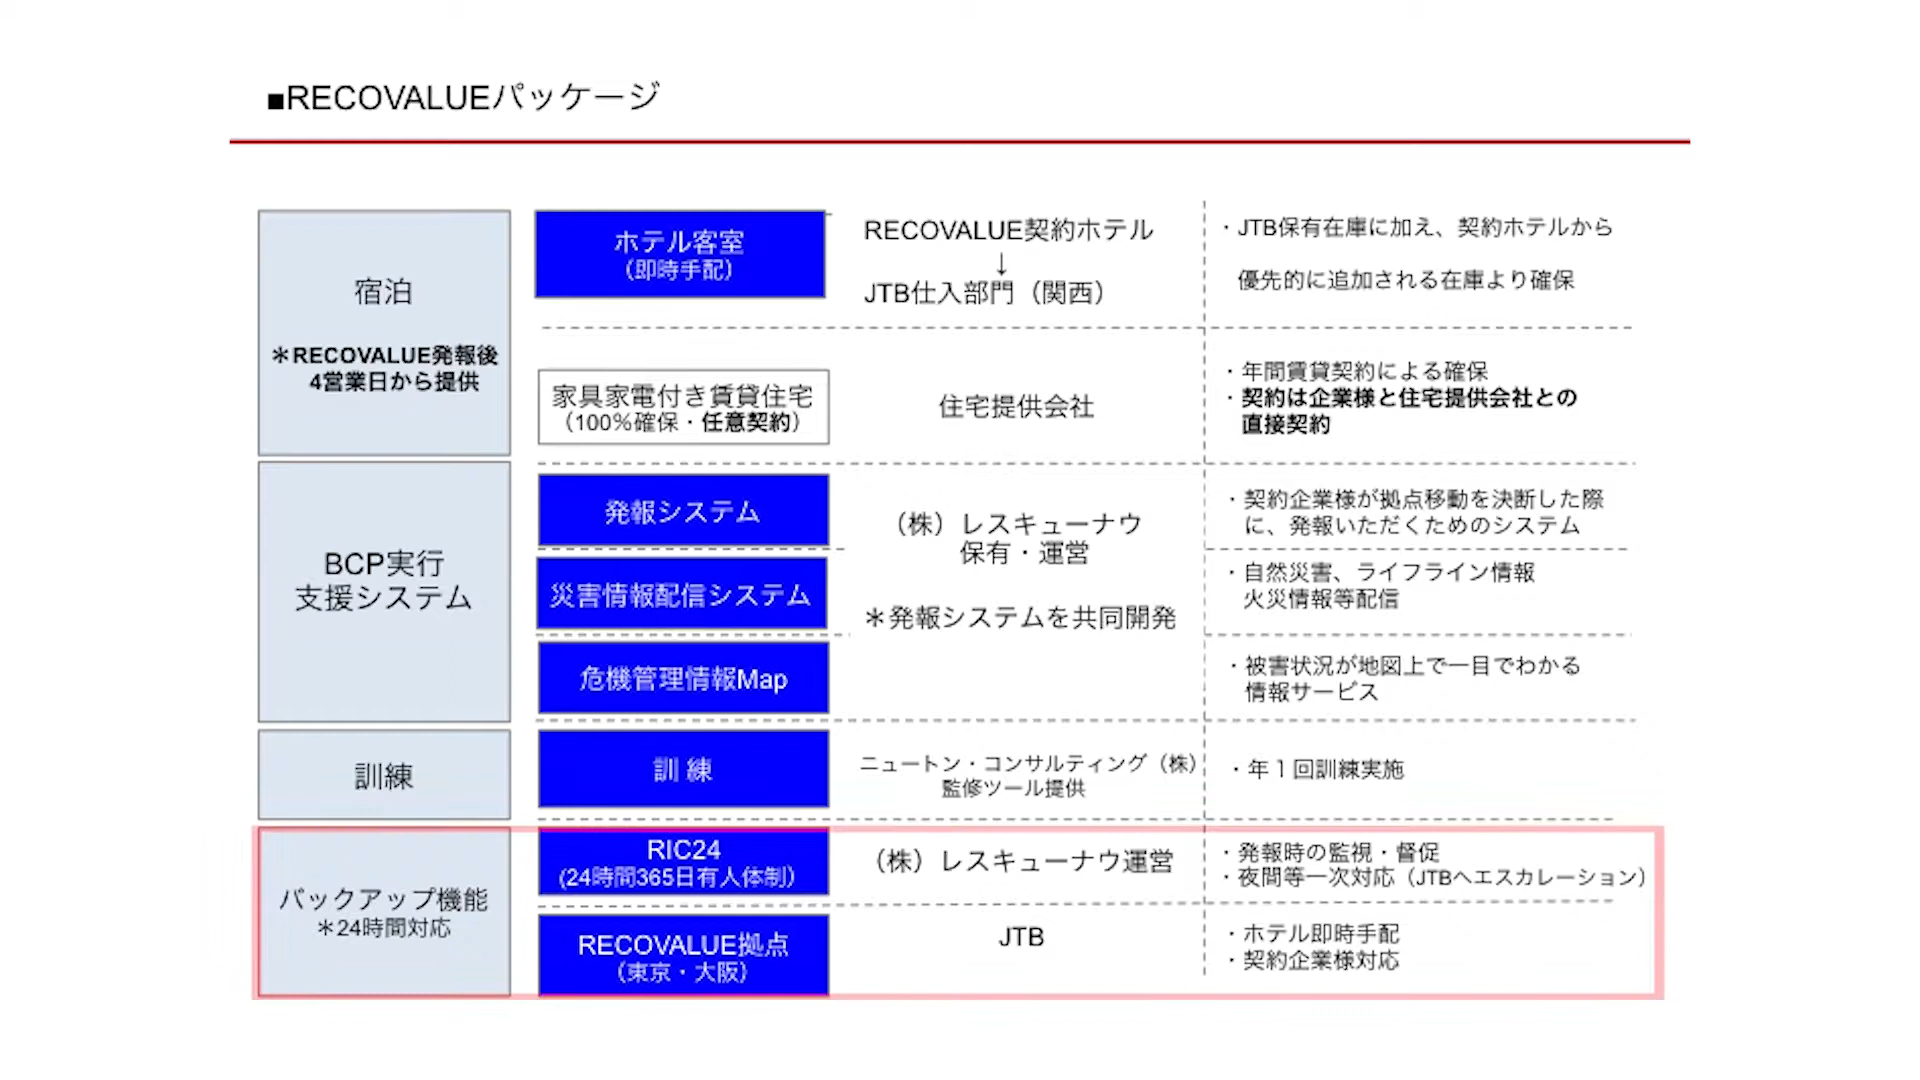 ■RECOVALUEパッケージ
宿泊
＊RECOVALUE発報後
4営業日から提供
ホテル客室
（即時手配）
RECOVALUE契約ホテル
↓
JTB仕入部門（関西）
・JTB保有在庫に加え、契約ホテルから
優先的に追加される在庫より確保
家具家電付き賃貸住宅
（100%確保・任意契約）
住宅提供会社
・年間賃貸契約による確保
・契約は企業様と住宅提供会社との
直接契約
BCP実行
支援システム
発報システム
災害情報配信システム
危機管理情報Map
（株）レスキューナウ
保有・運営
＊発報システムを共同開発
・契約企業様が拠点移動を決断した際
に、発報いただくためのシステム
・自然災害、ライフライン情報
火災情報等配信
・被害状況が地図上で一目でわかる
情報サービス
訓練
訓 練
ニュートン・コンサルティング（株）
監修ツール提供
・年１回訓練実施
バックアップ機能
＊24時間対応
RIC24
(24時間365日有人体制）
（株）レスキューナウ運営
・発報時の監視・督促
・夜間等一次対応（JTBへエスカレーション）
RECOVALUE拠点
（東京・大阪）
JTB
・ホテル即時手配
・契約企業様対応